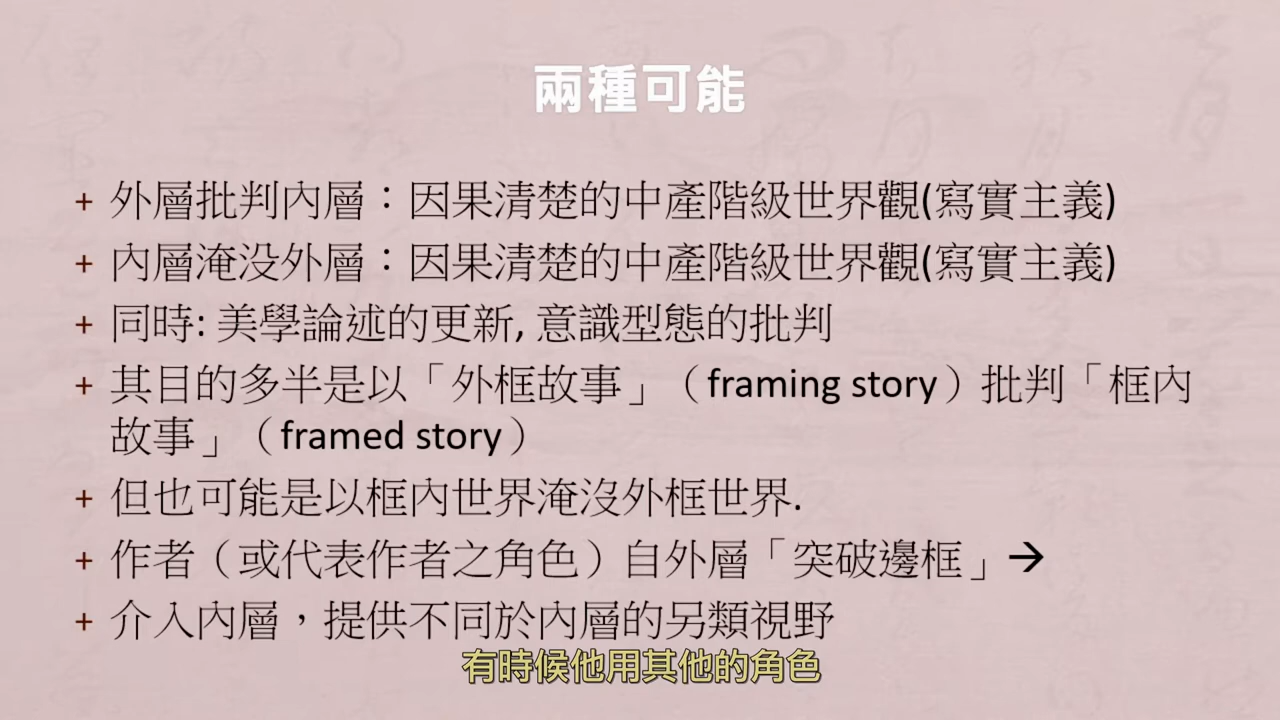 兩種可能
+ 外層批判內層：因果清楚的中產階級世界觀(寫實主義)
+ 內層淹没外層：因果清楚的中產階級世界觀(寫實主義)
+ 同時: 美學論述的更新, 意識型態的批判
+ 其目的多半是以「外框故事」（framing story）批判「框內
故事」（framed story）
+ 但也可能是以框內世界淹沒外框世界.
+ 作者（或代表作者之角色）自外層「突破邊框」→
+ 介入內層，提供不同於內層的另類視野
有時候他用其他的角色